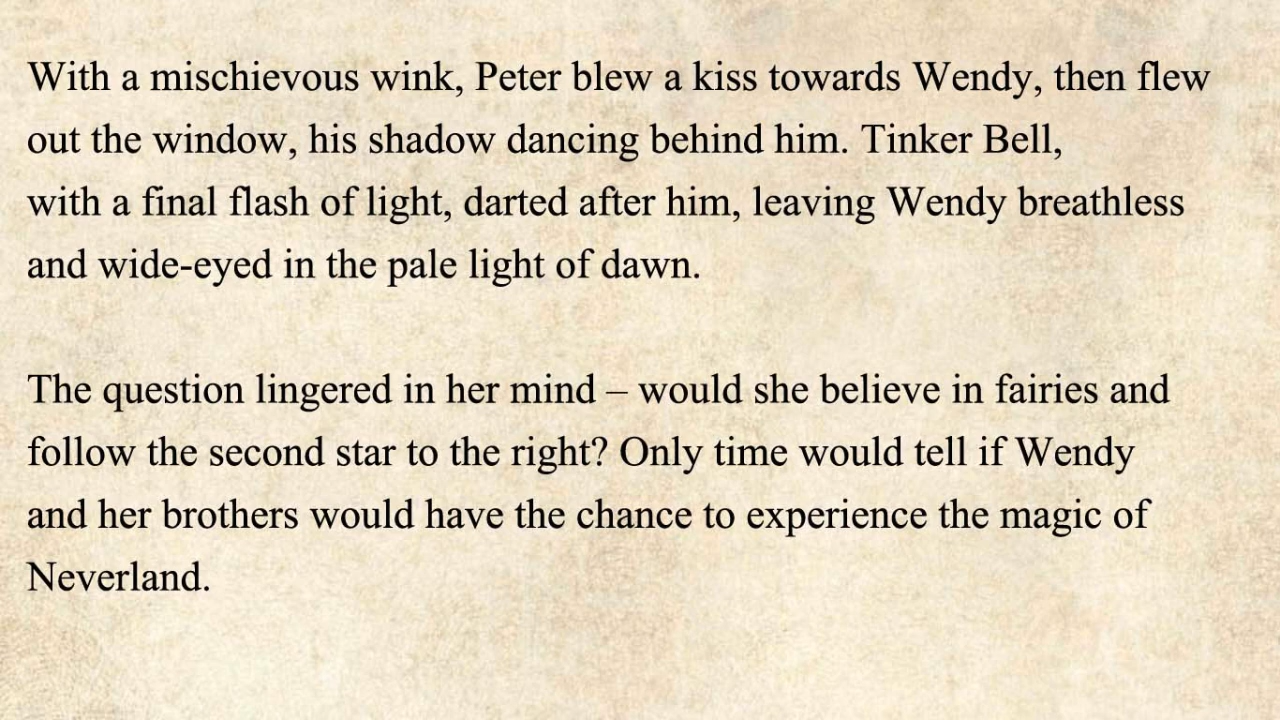 With a mischievous wink, Peter blew a kiss towards Wendy, then flew
out the window, his shadow dancing behind him. Tinker Bell,
with a final flash of light, darted after him, leaving Wendy breathless
and wide-eyed in the pale light of dawn.
The question lingered in her mind – would she believe in fairies and
follow the second star to the right? Only time would tell if Wendy
and her brothers would have the chance to experience the magic of
Neverland.